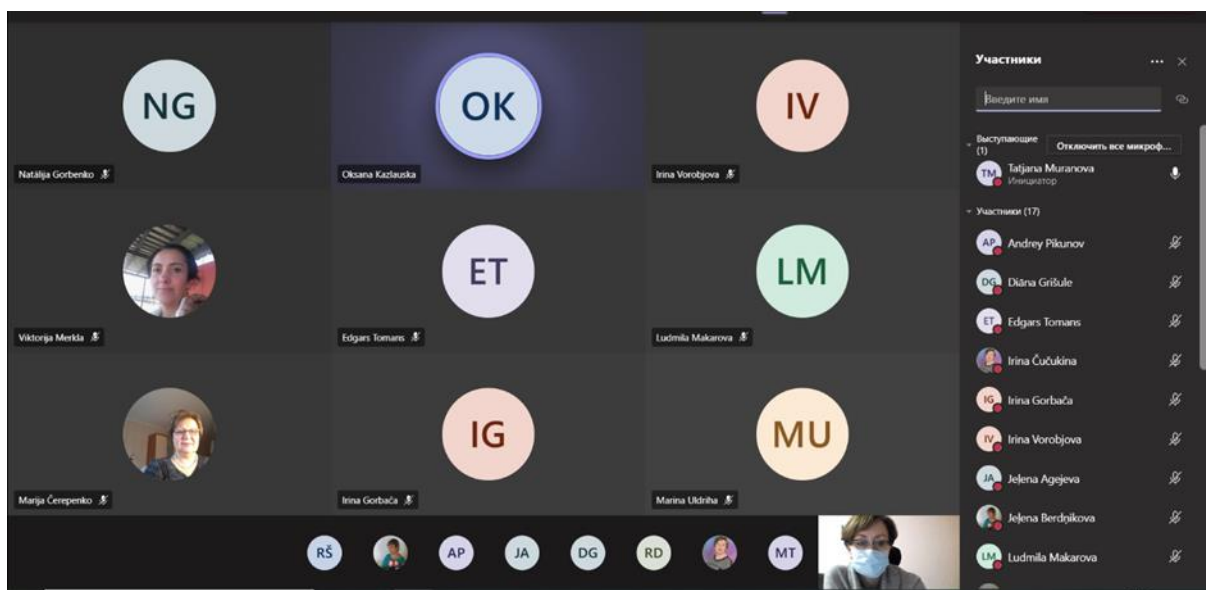 NG
OK
IV
Natālija Gorbenko
Oksana Kazlauska
Irina Vorobjova
ET
LM
Viktorija Merkla
Edgars Tomans
Ludmila Makarova
IG
MU
Marija Čerepenko
Irina Gorbača
Marina Uldriha
RŠ
AP
JA
DG
RD
MT
Участники
Введите имя
Выступающие
(1)
Отключить все микроф...
TM
Tatjana Muranova
Инициатор
Участники (17)
AP
Andrey Pikunov
DG
Diāna Grišule
ET
Edgars Tomans
Irina Čučukina
IG
Irina Gorbača
IV
Irina Vorobjova
JA
Jeļena Agejeva
Jeļena Berdņikova
LM
Ludmila Makarova